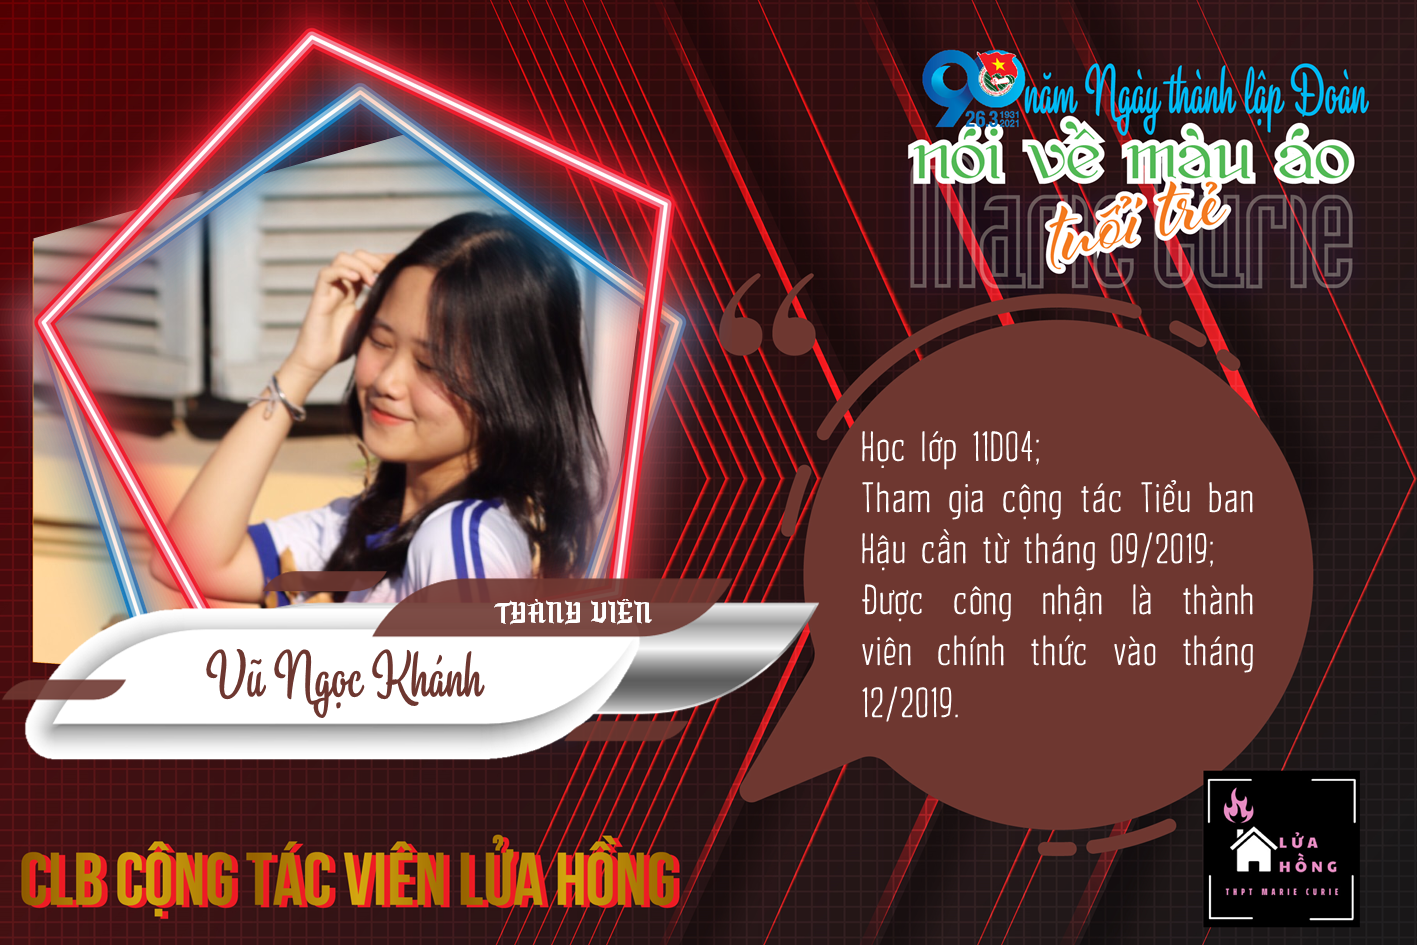 90 năm Ngày thành lập Đoàn
26.3 1931 2021
nói về màu áo
tuổi trẻ
Marie Curie
Học lớp 11D04;
Tham gia cộng tác Tiểu ban
Hậu cần từ tháng 09/2019;
Được công nhận là thành
viên chính thức vào tháng
12/2019.
THÀNH VIÊN
Vũ Ngọc Khánh
CLB CỘNG TÁC VIÊN LỬA HỒNG
LỬA
HỒNG
THPT MARIE CURIE